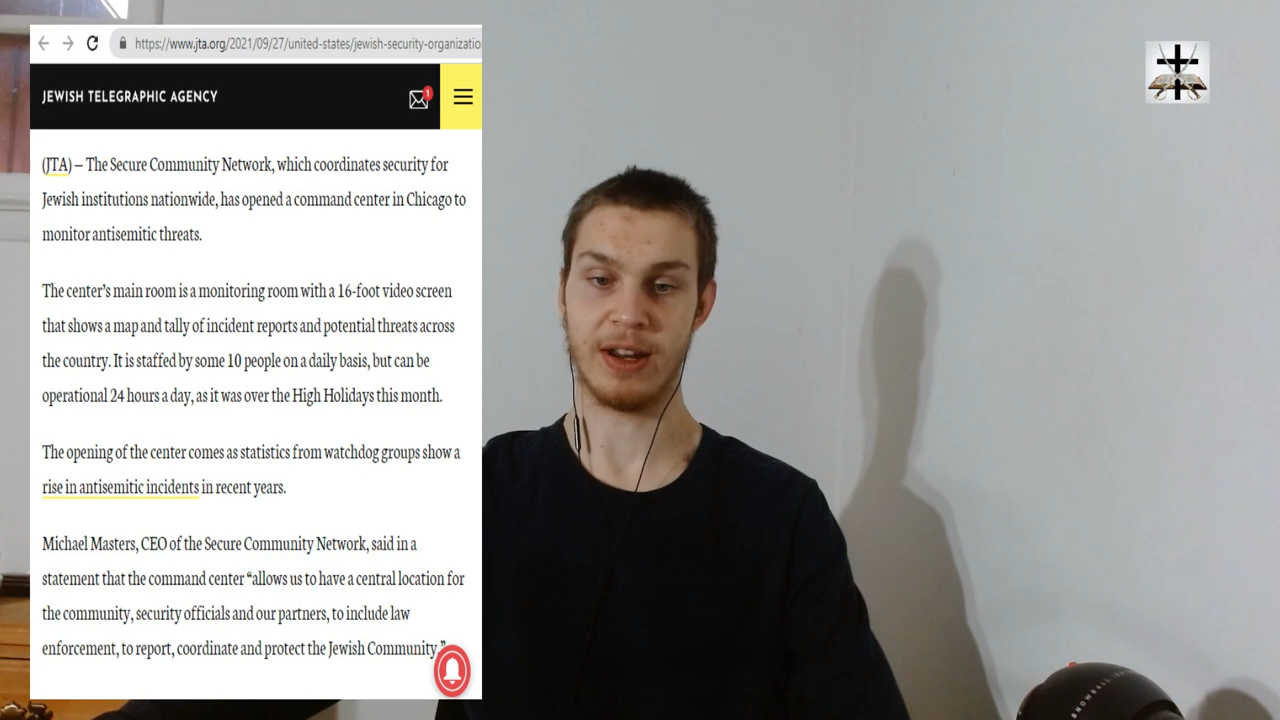 https://www.jta.org/2021/09/27/united-states/jewish-security-organizatio
JEWISH TELEGRAPHIC AGENCY
1
(JTA) – The Secure Community Network, which coordinates security for
Jewish institutions nationwide, has opened a command center in Chicago to
monitor antisemitic threats.
The center's main room is a monitoring room with a 16-foot video screen
that shows a map and tally of incident reports and potential threats across
the country. It is staffed by some 10 people on a daily basis, but can be
operational 24 hours a day, as it was over the High Holidays this month.
The opening of the center comes as statistics from watchdog groups show a
rise in antisemitic incidents in recent years.
Michael Masters, CEO of the Secure Community Network, said in a
statement that the command center “allows us to have a central location for
the community, security officials and our partners, to include law
enforcement, to report, coordinate and protect the Jewish Community.”